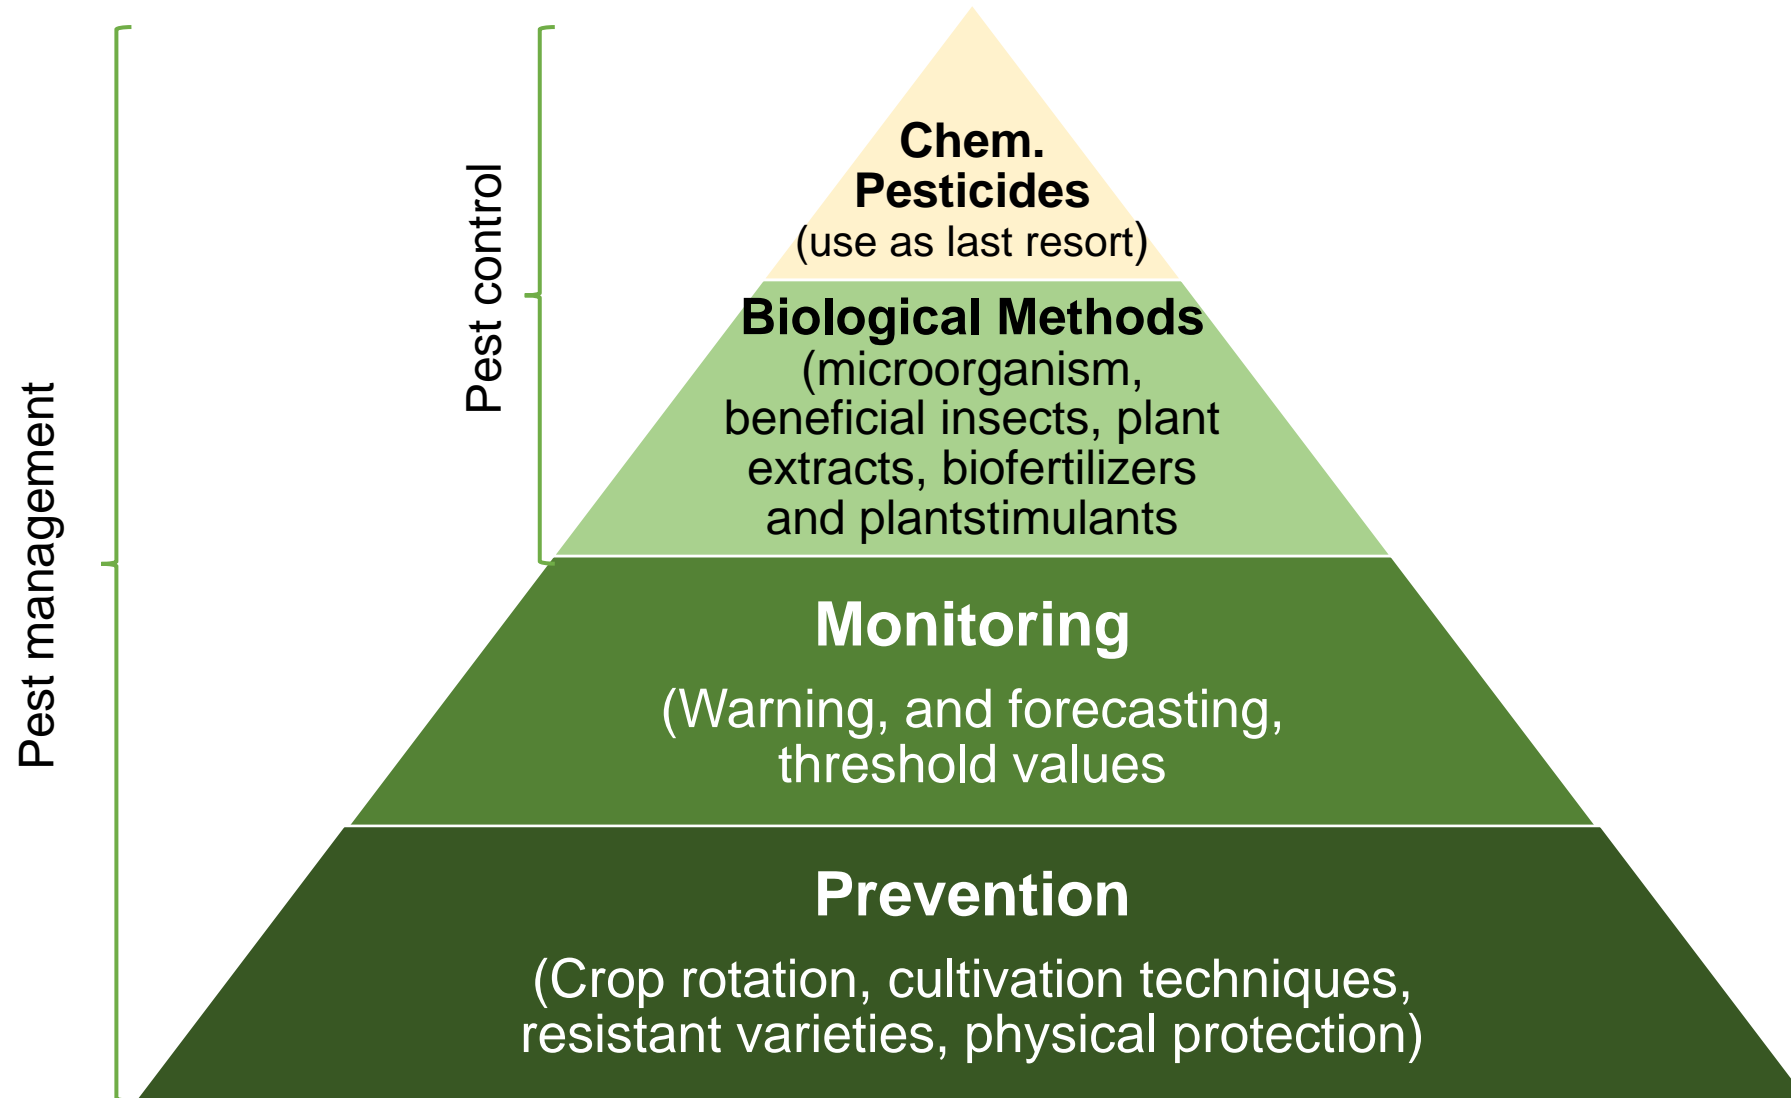 Pest management
Pest control
Chem.
Pesticides
(use as last resort)
Biological Methods
(microorganism,
beneficial insects, plant
extracts, biofertilizers
and plantstimulants
Monitoring
(Warning, and forecasting,
threshold values
Prevention
(Crop rotation, cultivation techniques,
resistant varieties, physical protection)